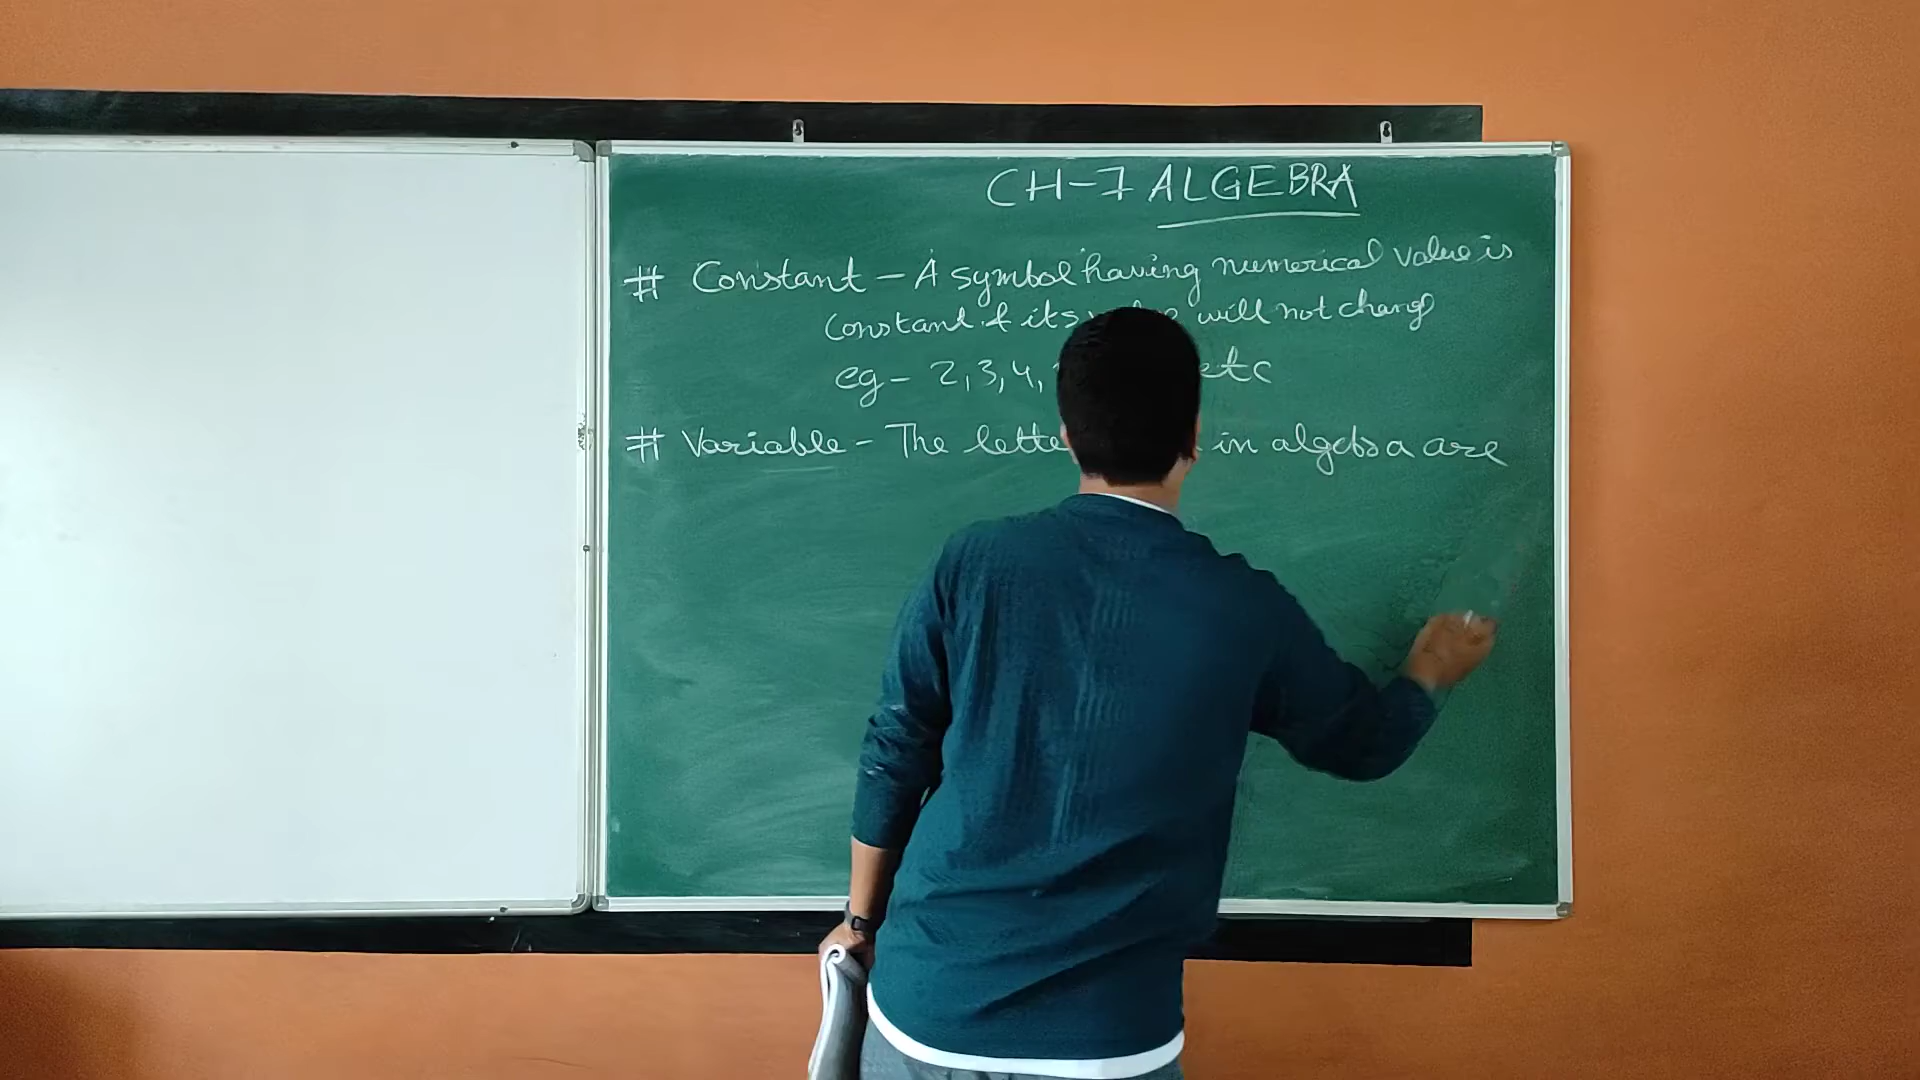 CH-7 ALGEBRA
# Constant - A symbol having numerical value is
constant & its will not change
eg - 2, 3, 4, etc
# Variable - The in algebra are